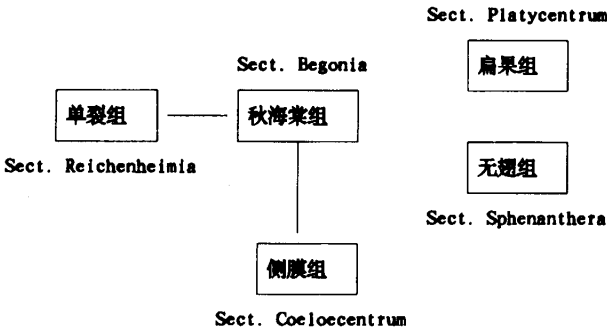 Sect. Platycentrum
扁果组
Sect. Begonia
单裂组
秋海棠组
Sect. Reichenheimia
无翅组
Sect. Sphenanthera
侧膜组
Sect. Coeloecentrum